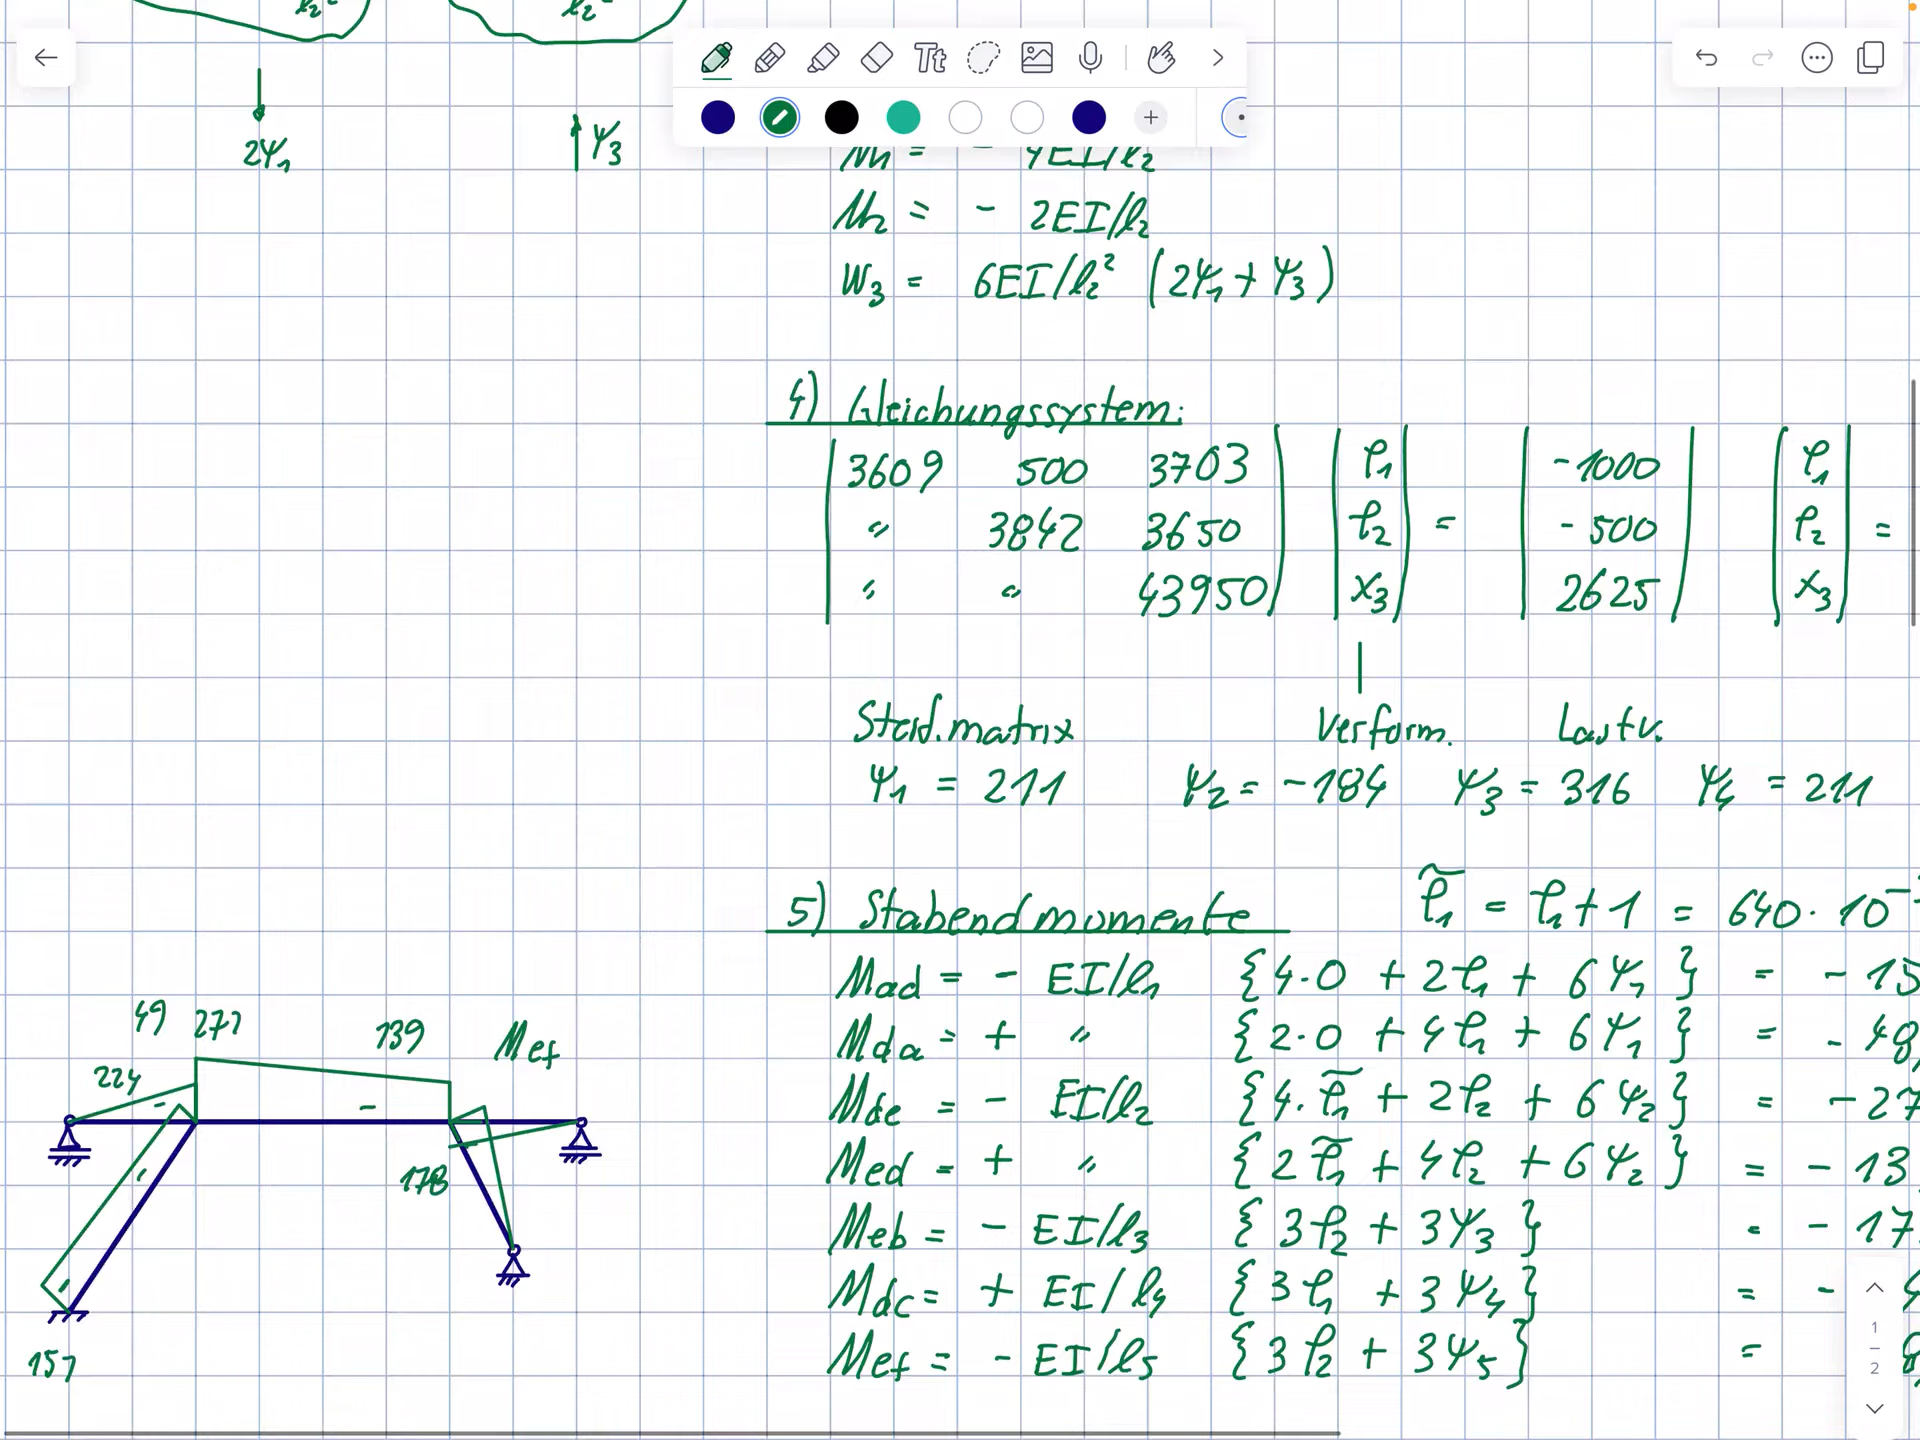 2Ψ₁
Ψ₃
M₂ = - 2EI/l₂
W₃ = 6EI/l₂² (2Ψ₁ + Ψ₃)
4) Gleichungssystem:
3609 500 3703 φ₁ -1000 φ₁
" 3842 3650 φ₂ = -500 φ₂ =
" " 43950 x₃ 2625 x₃
Steif.matrix Verform. Lastv.
Ψ₁ = 211 Ψ₂ = -184 Ψ₃ = 316 Ψ₄ = 211
5) Stabendmomente φ̃₁ = φ₁ + 1 = 640 · 10⁻
Mad = - EI/l₁ {4·0 + 2φ₁ + 6Ψ₁} = - 15
Mda = + " {2·0 + 4φ₁ + 6Ψ₁} = - 48,
Mde = - EI/l₂ {4·φ̃₁ + 2φ₂ + 6Ψ₂} = - 27
Med = + " {2φ̃₁ + 4φ₂ + 6Ψ₂} = - 13
Meb = - EI/l₃ {3φ₂ + 3Ψ₃} = - 17
Mdc = + EI/l₄ {3φ₁ + 3Ψ₄} = -
Mef = - EI/l₅ {3φ₂ + 3Ψ₅} =
49 277 139 Mef
224
178
157
Tt
1
2